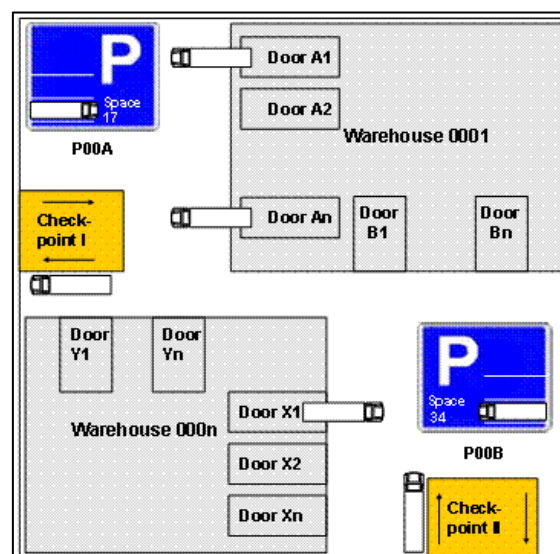 P
Space
17
P00A
Door A1
Door A2
Warehouse 0001
Door An
Door
B1
Door
Bn
Check-
point I
Door
Y1
Door
Yn
Warehouse 000n
Door X1
Door X2
Door Xn
P
Space
34
P00B
Check-
point II